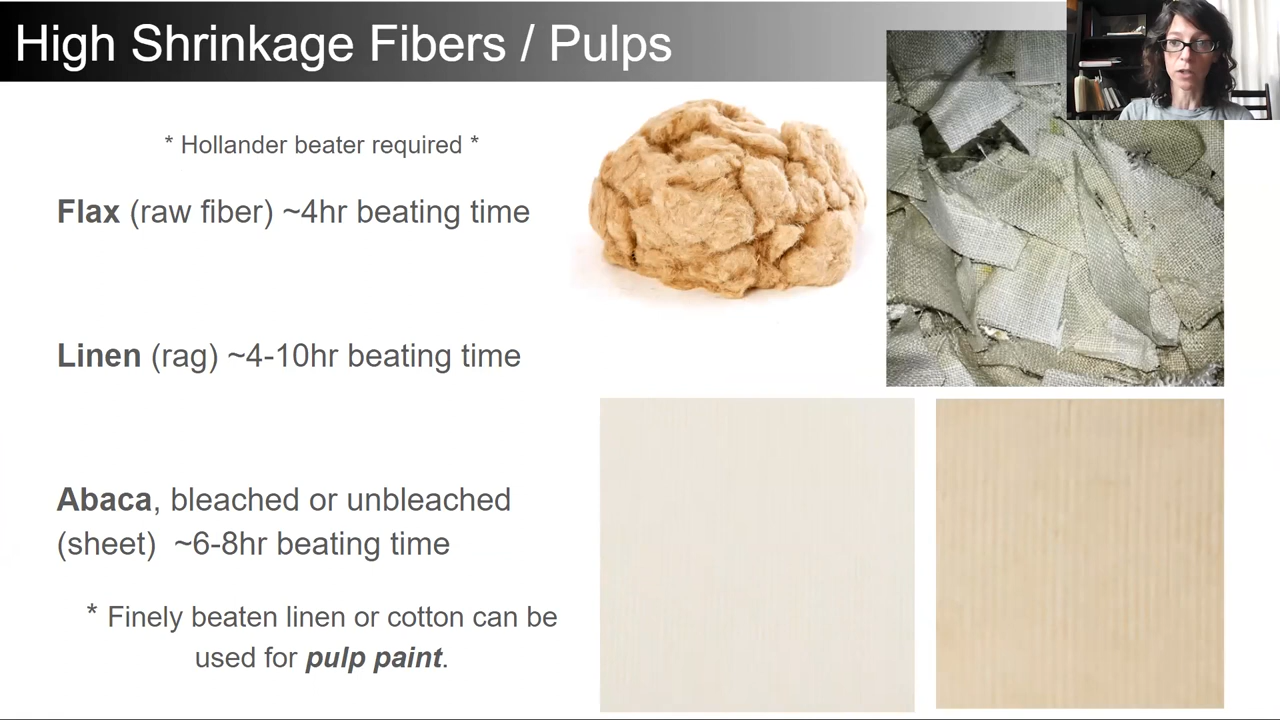 High Shrinkage Fibers / Pulps
* Hollander beater required *
Flax (raw fiber) ~4hr beating time
Linen (rag) ~4-10hr beating time
Abaca, bleached or unbleached
(sheet) ~6-8hr beating time
* Finely beaten linen or cotton can be
used for pulp paint.